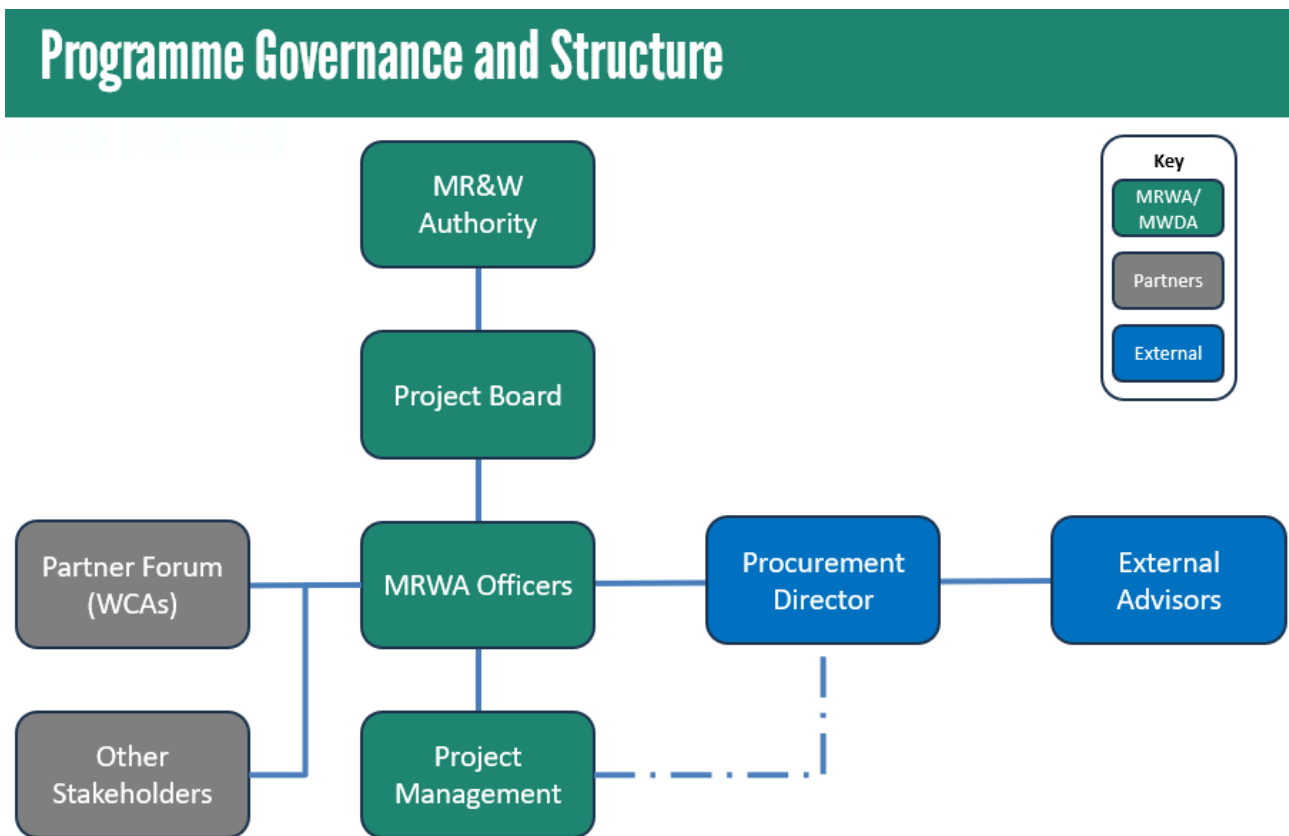 Programme Governance and Structure
Key
MRWA/
MWDA
Partners
External
MR&W
Authority
Project Board
Partner Forum
(WCAs)
MRWA Officers
Procurement
Director
External
Advisors
Other
Stakeholders
Project
Management